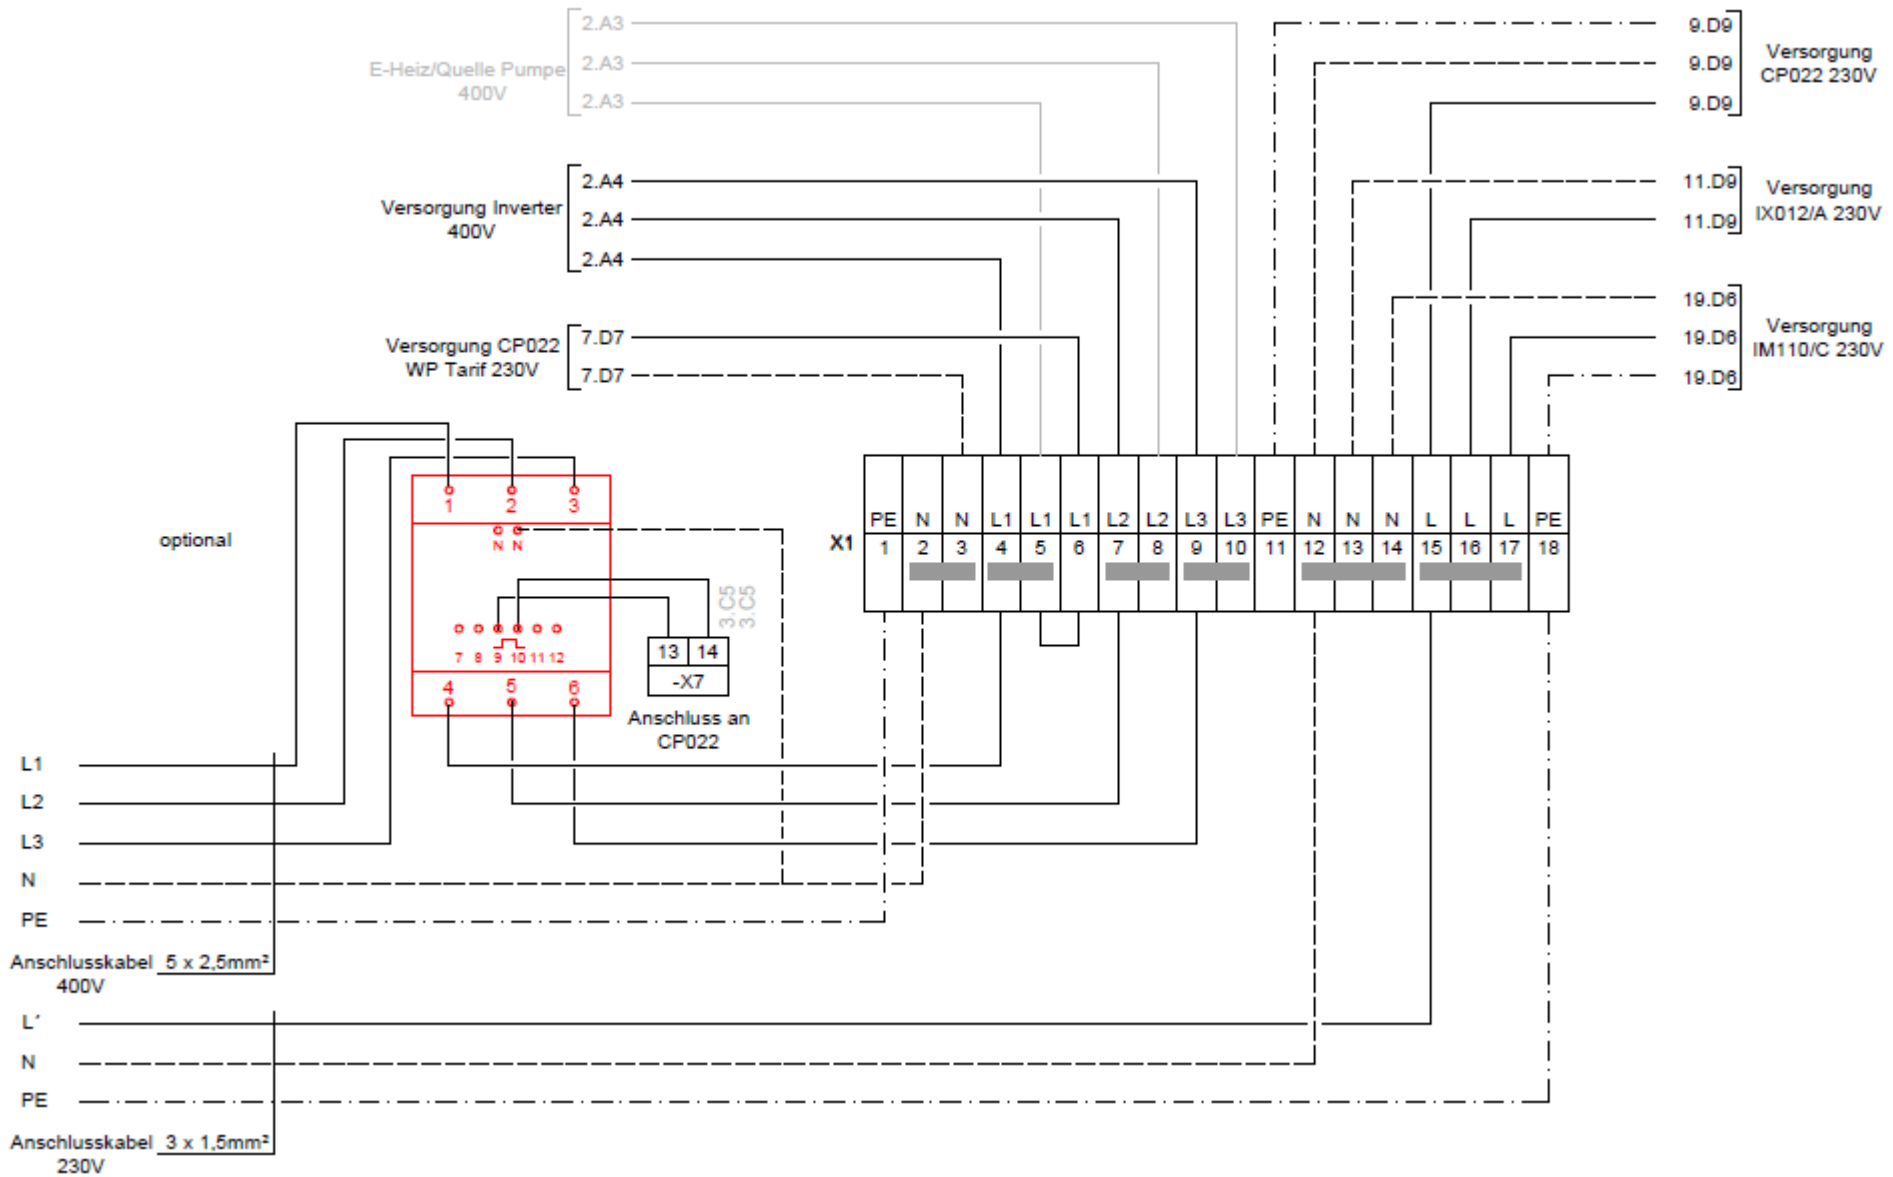 2.A3
E-Heiz/Quelle Pumpe
400V
2.A3
2.A3
Versorgung Inverter
400V
2.A4
2.A4
2.A4
Versorgung CP022
WP Tarif 230V
7.D7
7.D7
9.D9
9.D9
9.D9
Versorgung
CP022 230V
11.D9
11.D9
Versorgung
IX012/A 230V
19.D6
19.D6
19.D6
Versorgung
IM110/C 230V
optional
1 2 3
N N
7 8 9 10 11 12
4 5 6
3.C5
3.C5
13 14
-X7
Anschluss an
CP022
X1
PE N N L1 L1 L1 L2 L2 L3 L3 PE N N N L L L PE
1 2 3 4 5 6 7 8 9 10 11 12 13 14 15 16 17 18
L1
L2
L3
N
PE
Anschlusskabel 5 x 2,5mm²
400V
L´
N
PE
Anschlusskabel 3 x 1,5mm²
230V